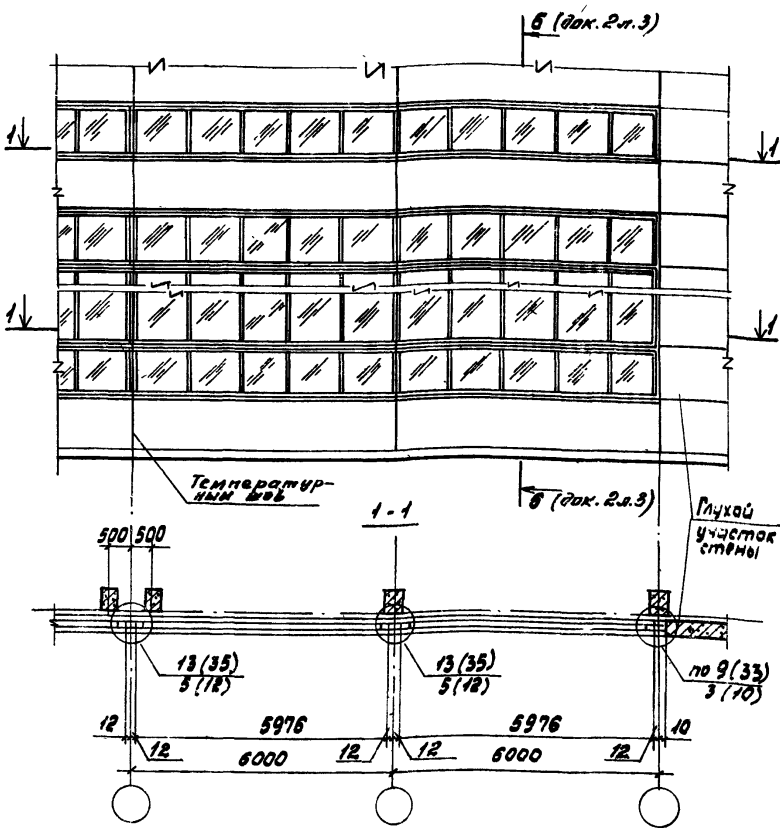 б (док. 2 л. 3)
1
1
1
1
Температур-
ный шов
б (док. 2 л. 3)
Глухой
участок
стены
1-1
500
500
13 (35)
5 (12)
13 (35)
5 (12)
по 9 (33)
3 (10)
12
5976
5976
10
12
12
12
12
6000
6000